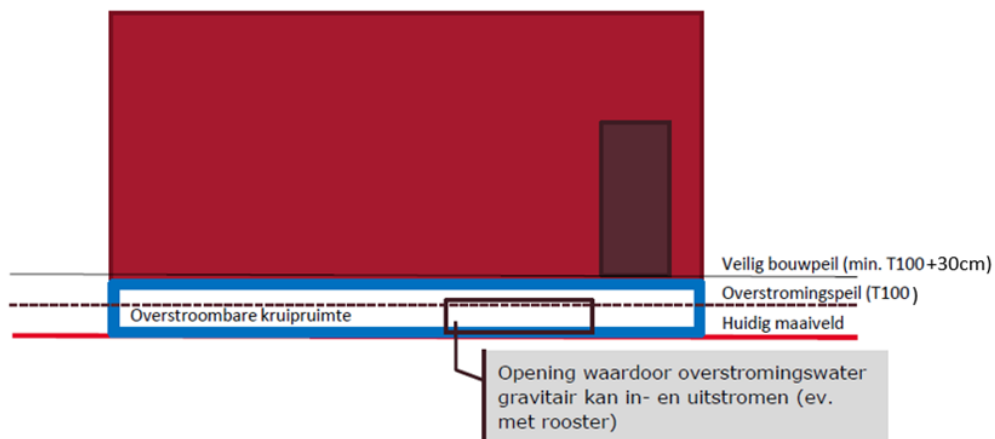 Veilig bouwpeil (min. T100+30cm)
Overstromingspeil (T100)
Overstroombare kruipruimte
Huidig maaiveld
Opening waardoor overstromingswater
gravitair kan in- en uitstromen (ev.
met rooster)